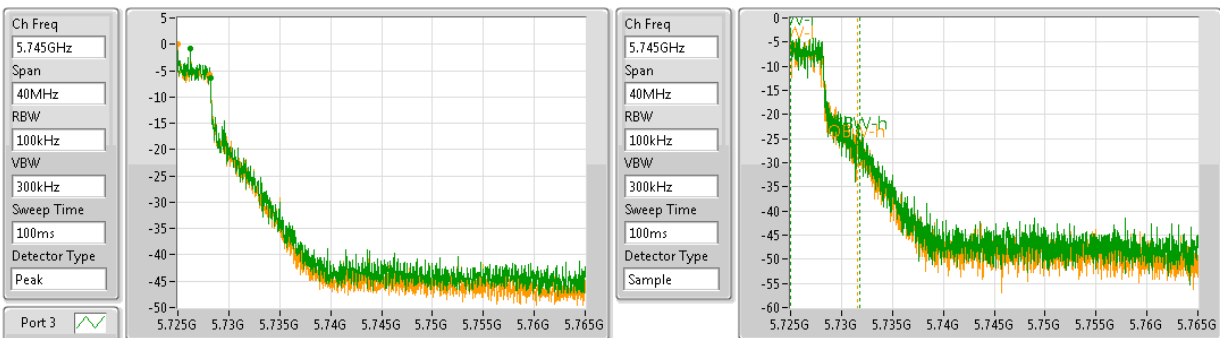 Ch Freq
5.745GHz
Span
40MHz
RBW
100kHz
VBW
300kHz
Sweep Time
100ms
Detector Type
Peak
Port 3
5-
0-
-5-
-10-
-15-
-20-
-25-
-30-
-35-
-40-
-45-
-50-
5.725G 5.73G 5.735G 5.74G 5.745G 5.75G 5.755G 5.76G 5.765G
Ch Freq
5.745GHz
Span
40MHz
RBW
100kHz
VBW
300kHz
Sweep Time
100ms
Detector Type
Sample
0-
-5-
-10-
-15-
-20-
-25-
-30-
-35-
-40-
-45-
-50-
-55-
-60-
5.725G 5.73G 5.735G 5.74G 5.745G 5.75G 5.755G 5.76G 5.765G